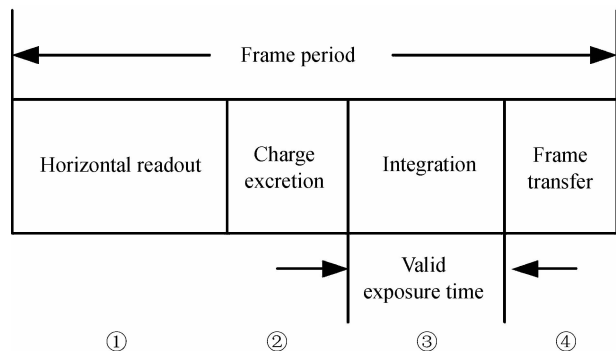 Frame period
Horizontal readout
Charge
excretion
Integration
Frame
transfer
Valid
exposure time
① ② ③ ④